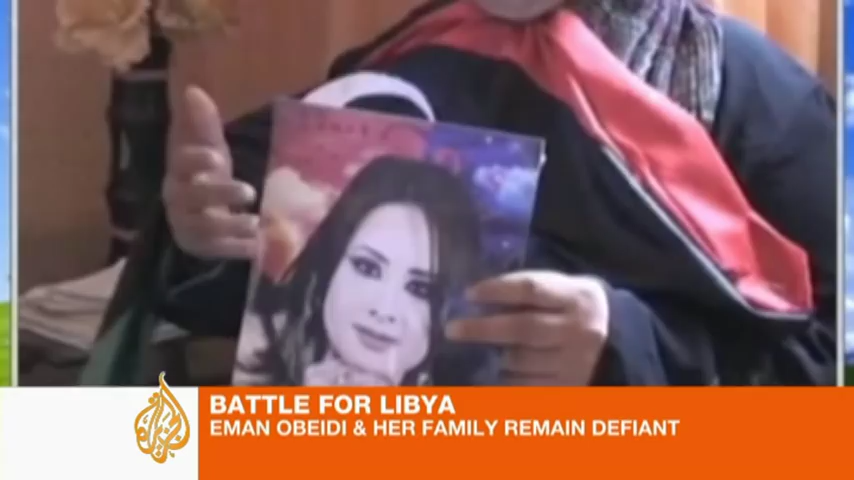 BATTLE FOR LIBYA
EMAN OBEIDI & HER FAMILY REMAIN DEFIANT